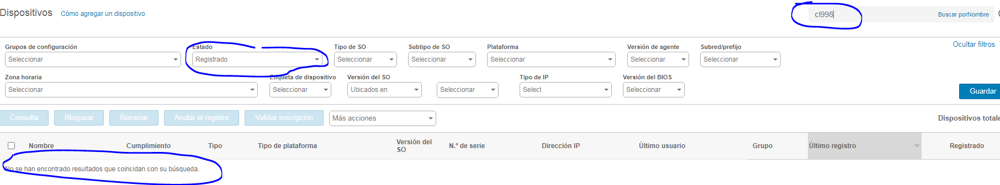 Dispositivos Cómo agregar un dispositivo
cl998 Buscar porNombre
Ocultar filtros
Grupos de configuración Estado Tipo de SO Subtipo de SO Plataforma Versión de agente Subred/prefijo
Seleccionar Registrado Seleccionar Seleccionar Seleccionar Seleccionar Seleccionar
Zona horaria Etiqueta de dispositivo Versión del SO Tipo de IP Versión del BIOS
Seleccionar Seleccionar Ubicados en Seleccionar Select Seleccionar
Guardar
Consulta Bloquear Reiniciar Anular el registro Validar inscripción Más acciones Dispositivos totale
Nombre Cumplimiento Tipo Tipo de plataforma Versión del SO N.º de serie Dirección IP Último usuario Grupo Último registro Registrado
No se han encontrado resultados que coincidan con su búsqueda.